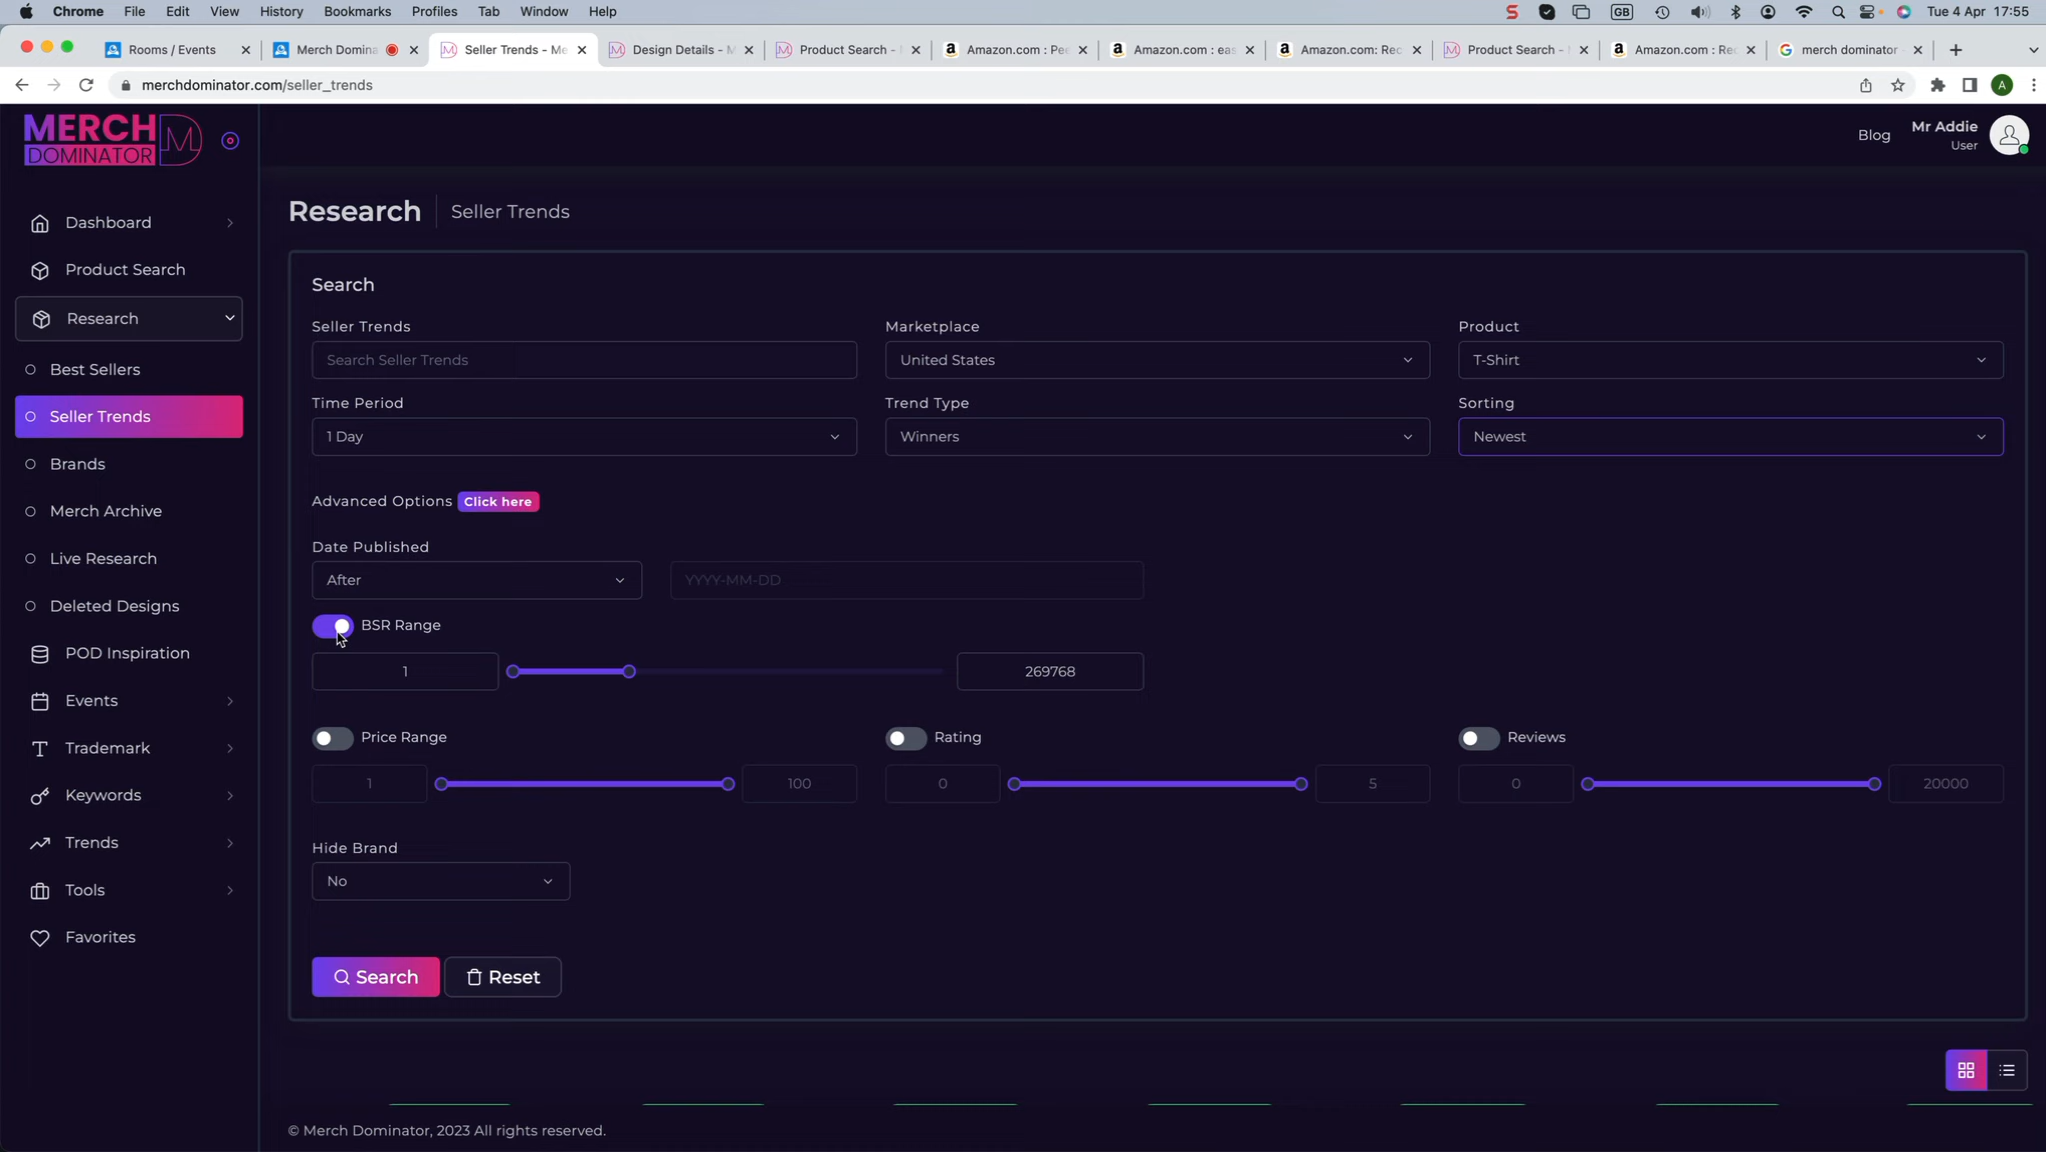 Chrome File Edit View History Bookmarks Profiles Tab Window Help GB Tue 4 Apr 17:55
Rooms / Events Merch Domina Seller Trends - Me Design Details - M Product Search - Amazon.com : Pee Amazon.com : eas Amazon.com: Rec Product Search - Amazon.com : Rec merch dominator -
merchdominator.com/seller_trends A
MERCH
DOMINATOR
Blog
Mr Addie
User
Dashboard
Product Search
Research
Best Sellers
Seller Trends
Brands
Merch Archive
Live Research
Deleted Designs
POD Inspiration
Events
Trademark
Keywords
Trends
Tools
Favorites
Research Seller Trends
Search
Seller Trends Marketplace Product
Search Seller Trends United States T-Shirt
Time Period Trend Type Sorting
1 Day Winners Newest
Advanced Options Click here
Date Published
After YYYY-MM-DD
BSR Range
1 269768
Price Range Rating Reviews
1 100 0 5 0 20000
Hide Brand
No
Search Reset
© Merch Dominator, 2023 All rights reserved.